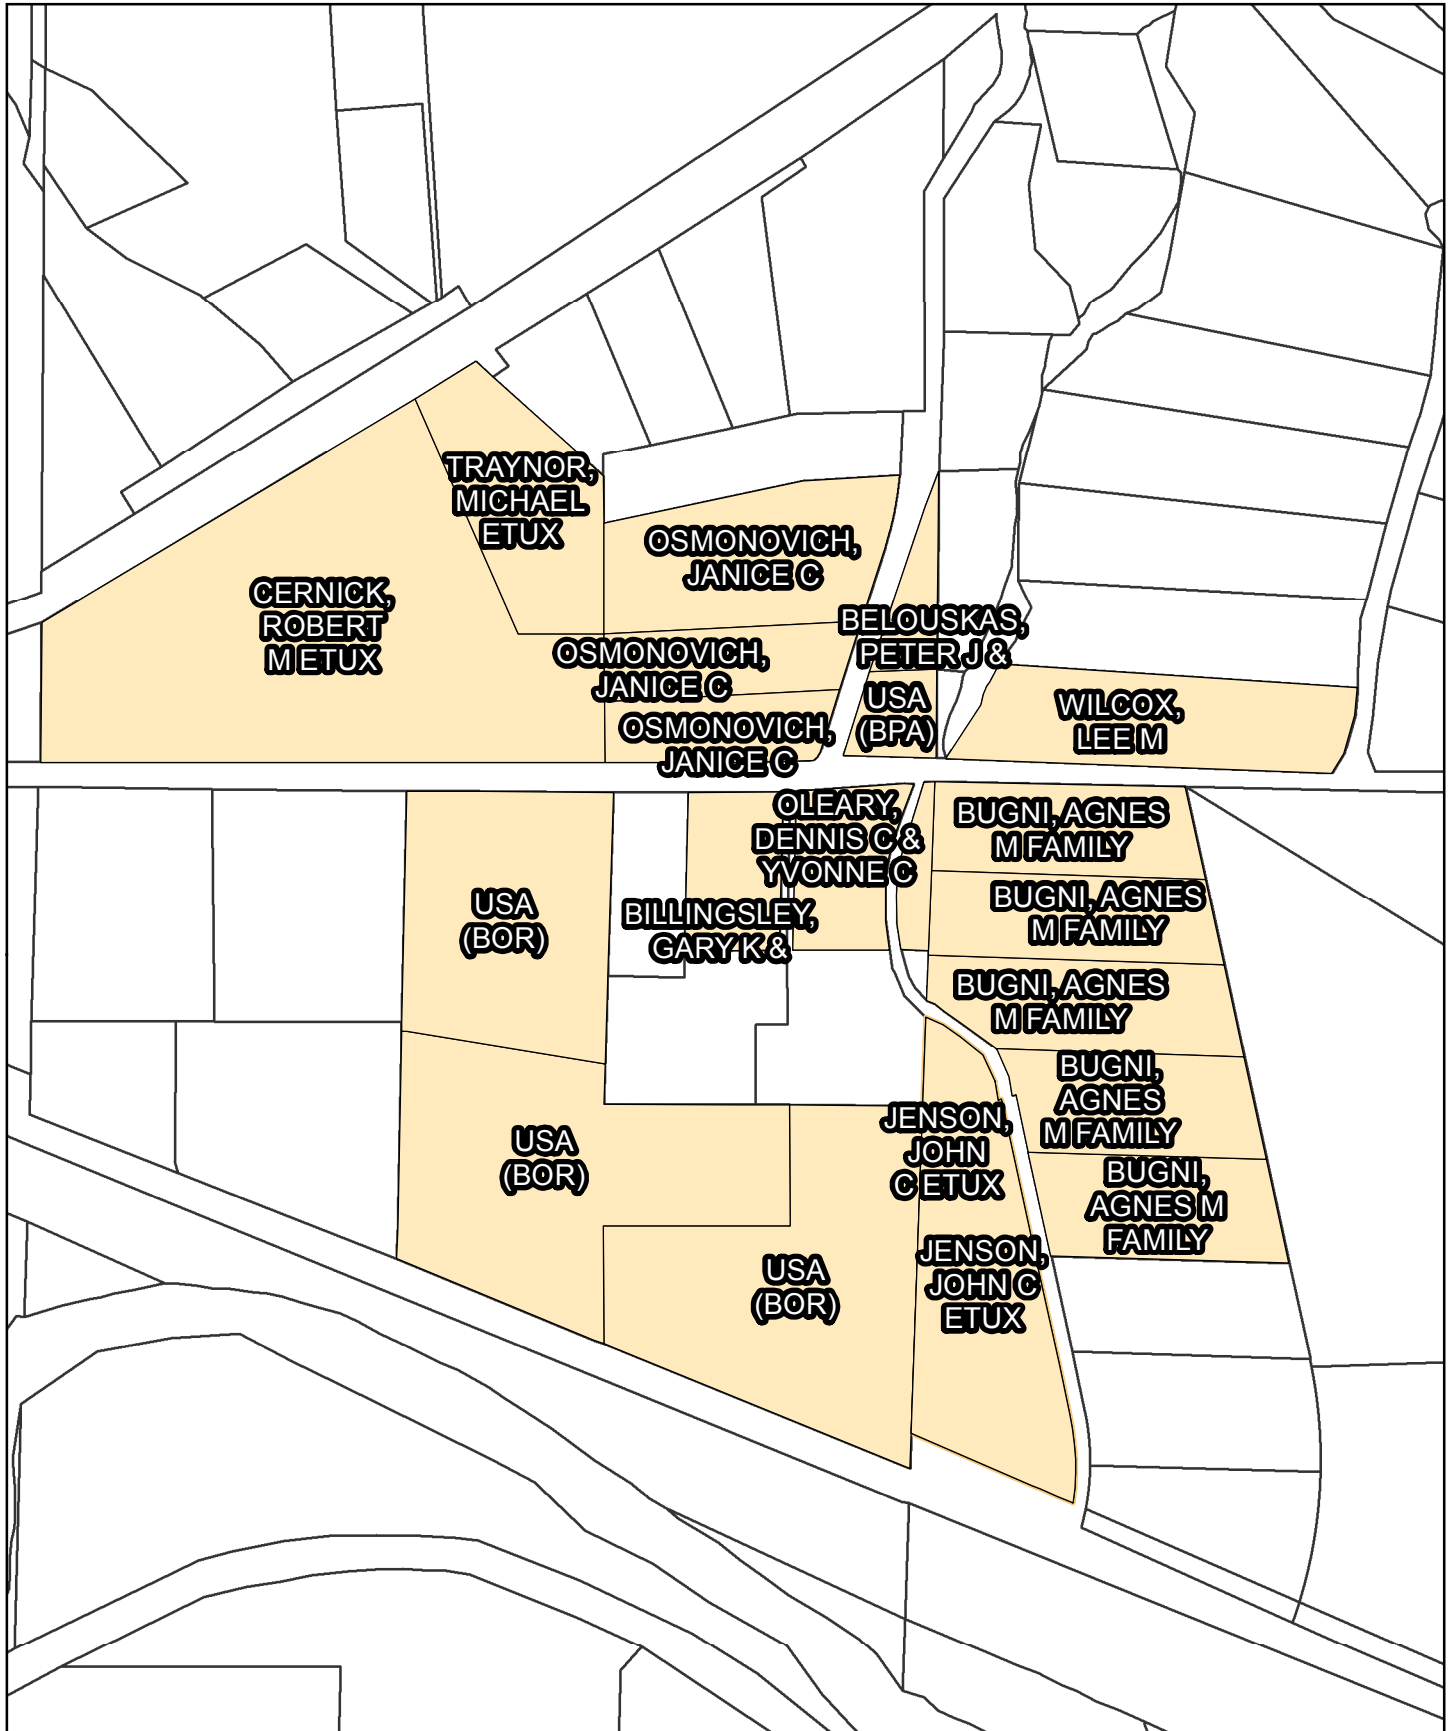 TRAYNOR,
MICHAEL
ETUX
OSMONOVICH,
JANICE C
CERNICK,
ROBERT
M ETUX
BELOUSKAS,
PETER J &
OSMONOVICH,
JANICE C
USA
(BPA)
WILCOX,
LEE M
OSMONOVICH,
JANICE C
OLEARY,
DENNIS C &
YVONNE C
BUGNI, AGNES
M FAMILY
BUGNI, AGNES
M FAMILY
USA
(BOR)
BILLINGSLEY,
GARY K &
BUGNI, AGNES
M FAMILY
BUGNI,
AGNES
M FAMILY
JENSON,
JOHN
C ETUX
USA
(BOR)
BUGNI,
AGNES M
FAMILY
JENSON,
JOHN C
ETUX
USA
(BOR)